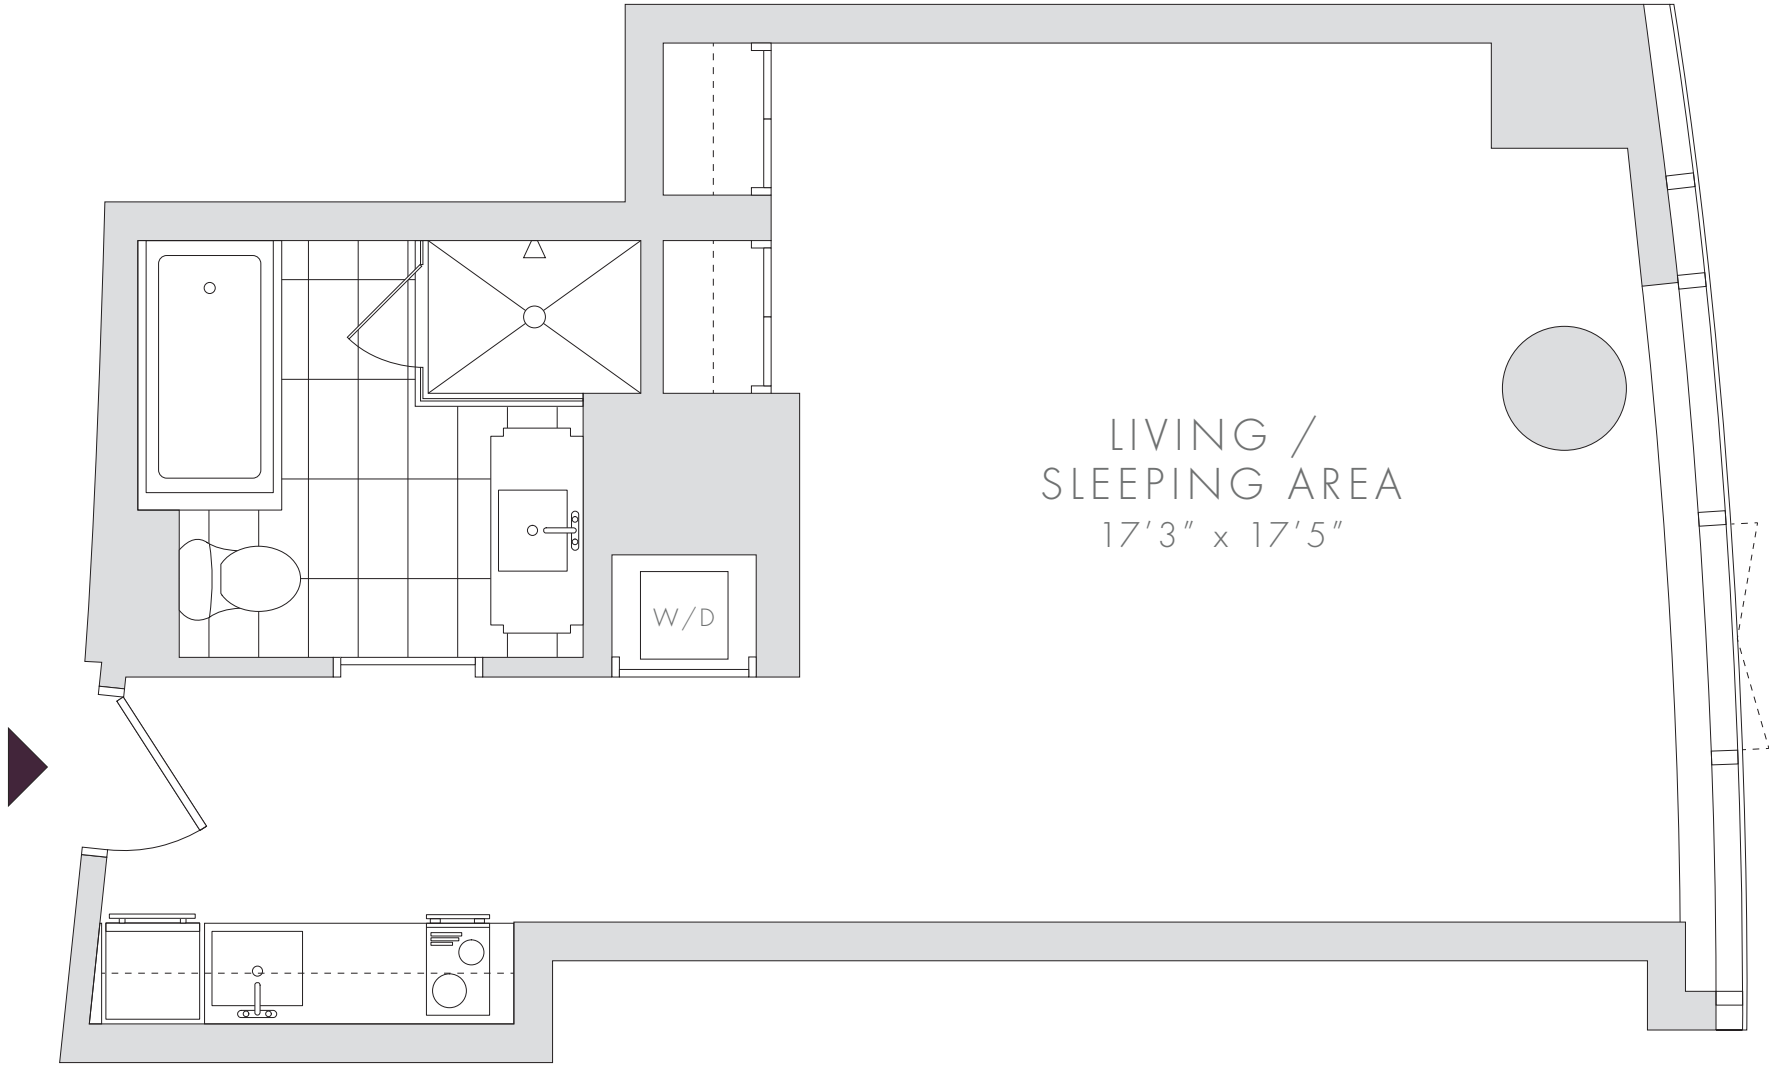 LIVING /
SLEEPING AREA
17’3” x 17’5”
W/D